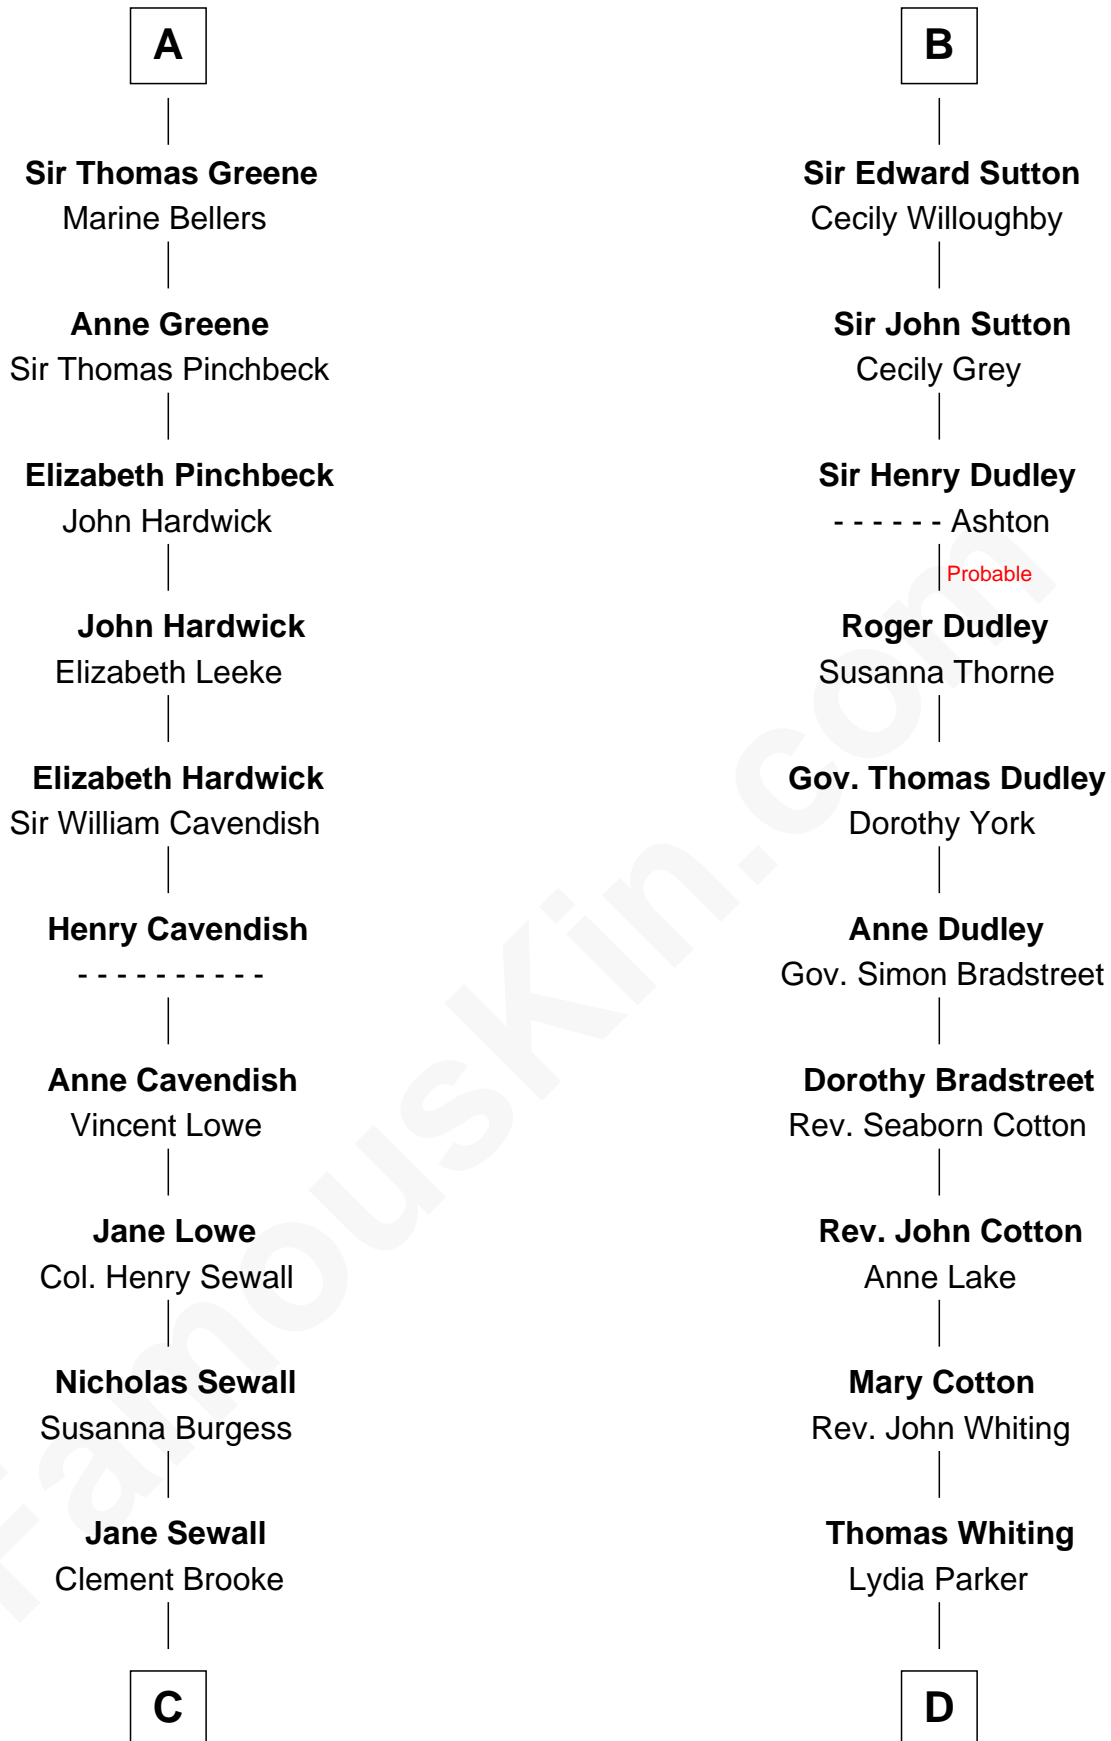 A
Sir Thomas Greene
Marine Bellers
Anne Greene
Sir Thomas Pinchbeck
Elizabeth Pinchbeck
John Hardwick
John Hardwick
Elizabeth Leeke
Elizabeth Hardwick
Sir William Cavendish
Henry Cavendish
- - - - - - - - - -
Anne Cavendish
Vincent Lowe
Jane Lowe
Col. Henry Sewall
Nicholas Sewall
Susanna Burgess
Jane Sewall
Clement Brooke
C
B
Sir Edward Sutton
Cecily Willoughby
Sir John Sutton
Cecily Grey
Sir Henry Dudley
- - - - - - Ashton
Probable
Roger Dudley
Susanna Thorne
Gov. Thomas Dudley
Dorothy York
Anne Dudley
Gov. Simon Bradstreet
Dorothy Bradstreet
Rev. Seaborn Cotton
Rev. John Cotton
Anne Lake
Mary Cotton
Rev. John Whiting
Thomas Whiting
Lydia Parker
D
FamousKin.com